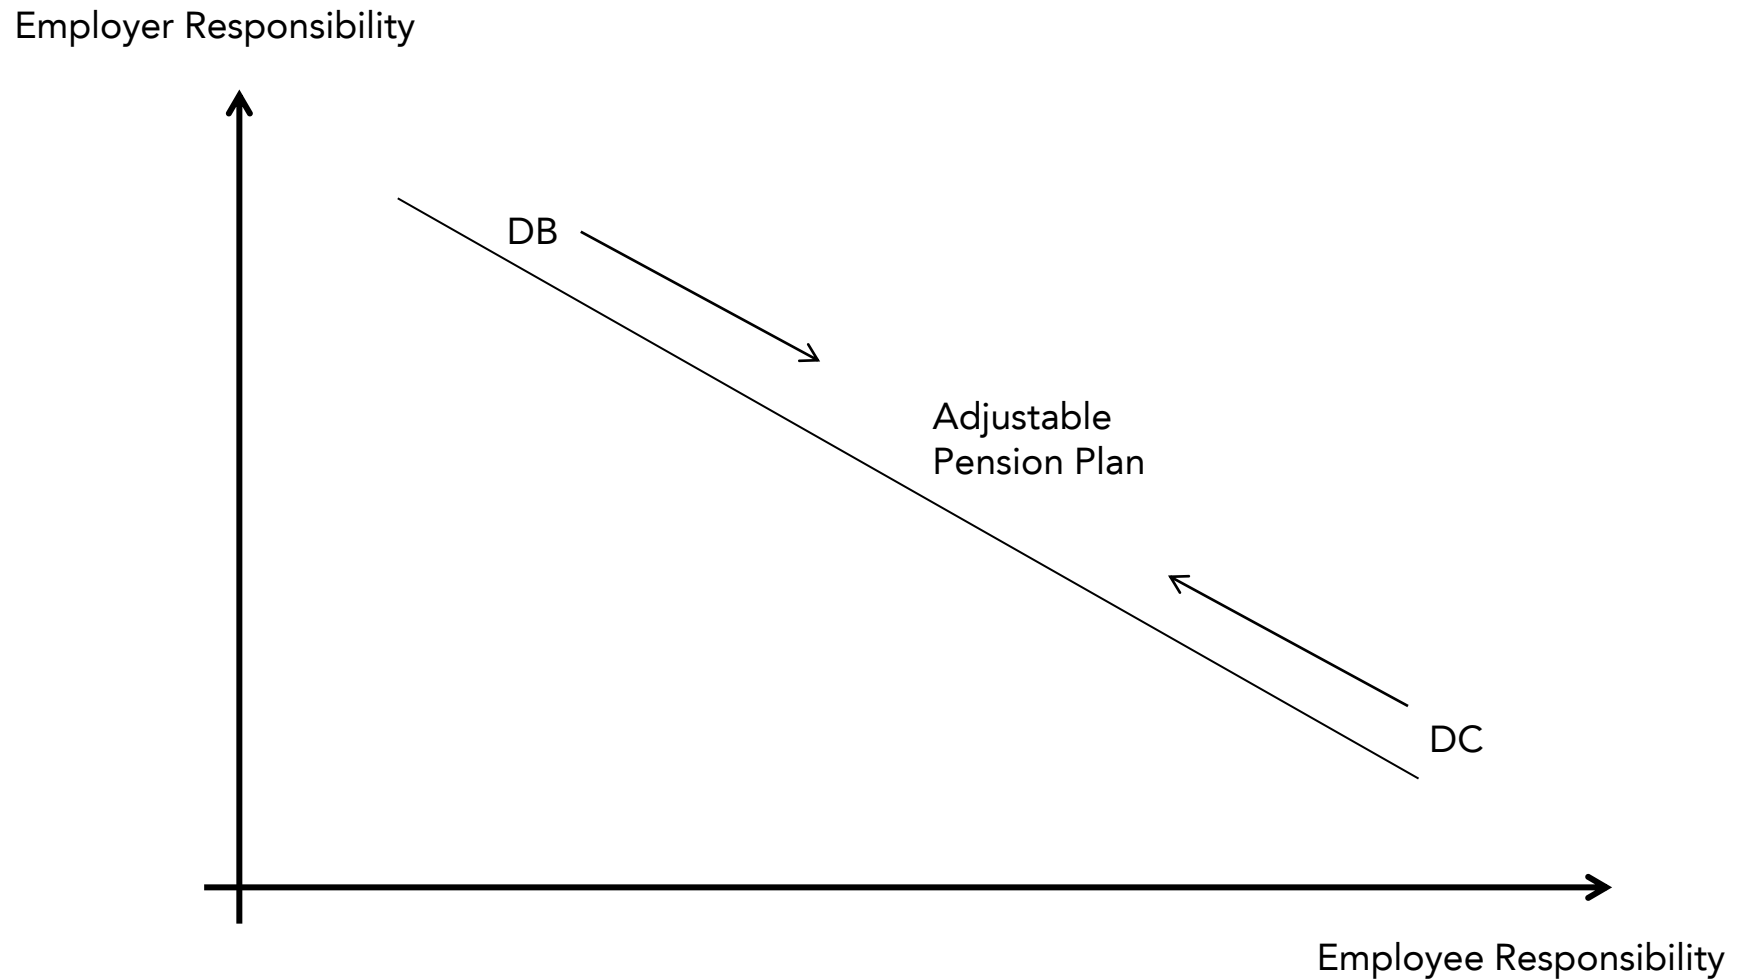 Employer Responsibility
DB
Adjustable
Pension Plan
DC
Employee Responsibility